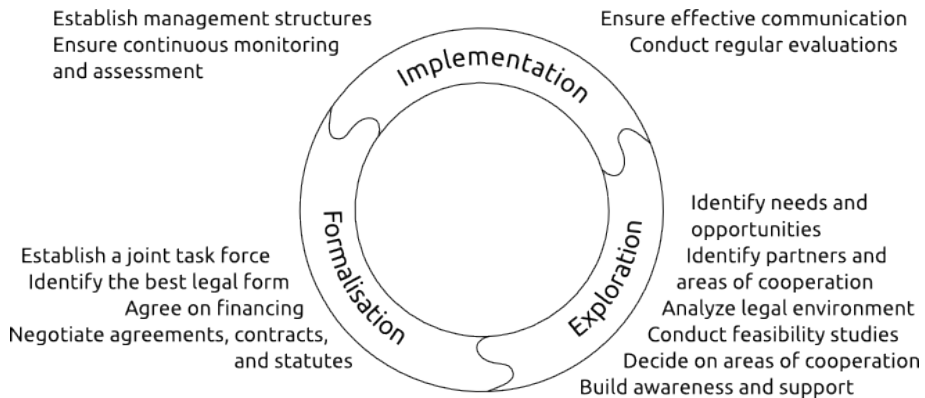 Establish management structures
Ensure continuous monitoring
and assessment
Ensure effective communication
Conduct regular evaluations
Implementation
Formalisation
Exploration
Identify needs and
opportunities
Identify partners and
areas of cooperation
Analyze legal environment
Conduct feasibility studies
Decide on areas of cooperation
Build awareness and support
Establish a joint task force
Identify the best legal form
Agree on financing
Negotiate agreements, contracts,
and statutes